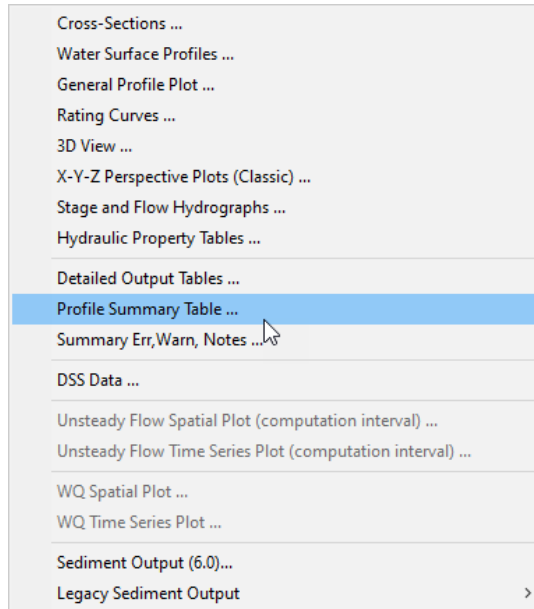 Cross-Sections ...
Water Surface Profiles ...
General Profile Plot ...
Rating Curves ...
3D View ...
X-Y-Z Perspective Plots (Classic) ...
Stage and Flow Hydrographs ...
Hydraulic Property Tables ...
Detailed Output Tables ...
Profile Summary Table ...
Summary Err,Warn, Notes ...
DSS Data ...
Unsteady Flow Spatial Plot (computation interval) ...
Unsteady Flow Time Series Plot (computation interval) ...
WQ Spatial Plot ...
WQ Time Series Plot ...
Sediment Output (6.0)...
Legacy Sediment Output